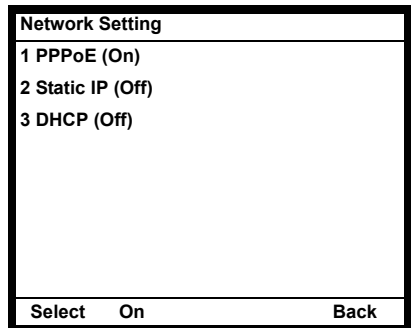 Network Setting
1 PPPoE (On)
2 Static IP (Off)
3 DHCP (Off)
Select On Back